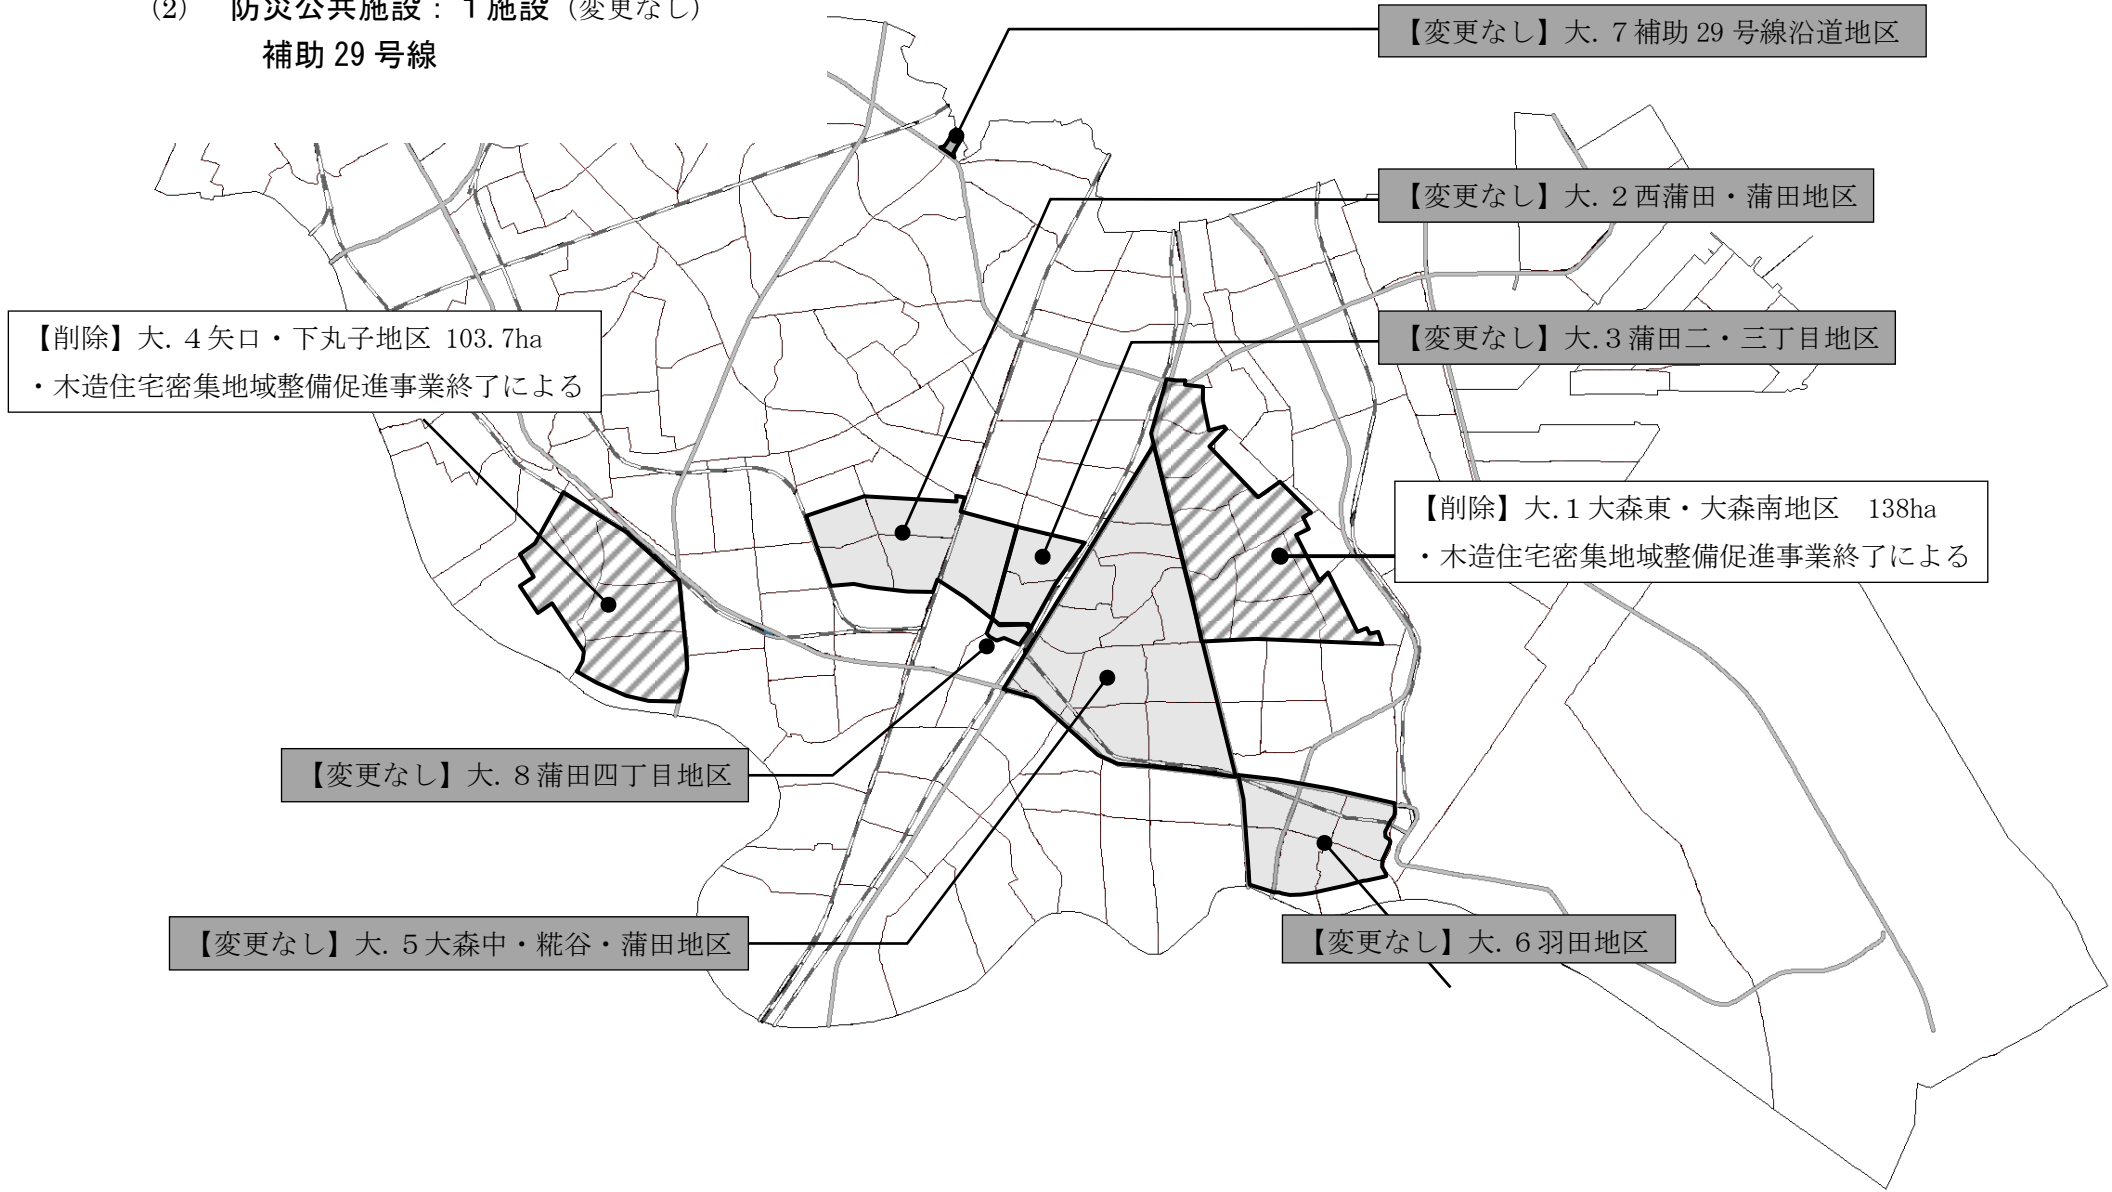 (2) 防災公共施設：１施設（変更なし）
補助 29 号線
【変更なし】大.７補助 29 号線沿道地区
【変更なし】大.２西蒲田・蒲田地区
【変更なし】大.３蒲田二・三丁目地区
【削除】大.４矢口・下丸子地区 103.7ha
・木造住宅密集地域整備促進事業終了による
【削除】大.１大森東・大森南地区　138ha
・木造住宅密集地域整備促進事業終了による
【変更なし】大.８蒲田四丁目地区
【変更なし】大.５大森中・糀谷・蒲田地区
【変更なし】大.６羽田地区